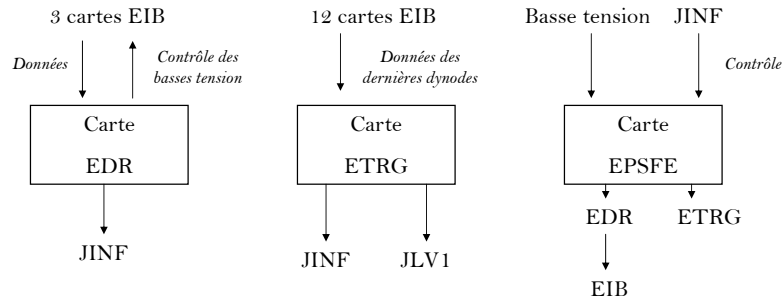 3 cartes EIB
Données
Contrôle des
basses tension
Carte
EDR
JINF
12 cartes EIB
Données des
dernières dynodes
Carte
ETRG
JINF
JLV1
Basse tension
JINF
Contrôle
Carte
EPSFE
EDR
ETRG
EIB